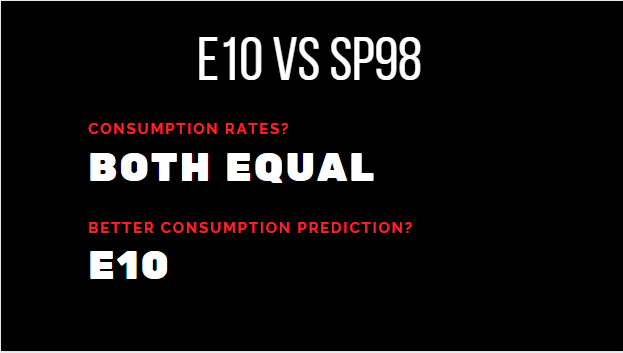 E10 VS SP98
CONSUMPTION RATES?
BOTH EQUAL
BETTER CONSUMPTION PREDICTION?
E10